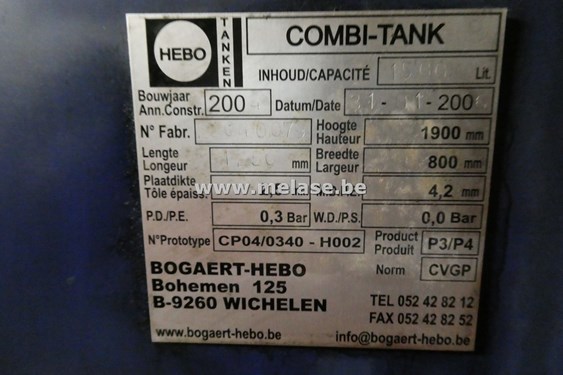 HEBO TANKEN COMBI-TANK
INHOUD/CAPACITÉ Lit.
Bouwjaar Ann.Constr. 200 Datum/Date
N° Fabr. Hoogte Hauteur 1900 mm
Lengte Longeur mm Breedte Largeur 800 mm
Plaatdikte Tôle épaiss. 4,2 mm
www.melase.be
P.D./P.E. 0,3 Bar W.D./P.S. 0,0 Bar
N°Prototype CP04/0340 - H002 Product Produit P3/P4
BOGAERT-HEBO Norm CVGP
Bohemen 125
B-9260 WICHELEN TEL 052 42 82 12
FAX 052 42 82 52
www.bogaert-hebo.be info@bogaert-hebo.be